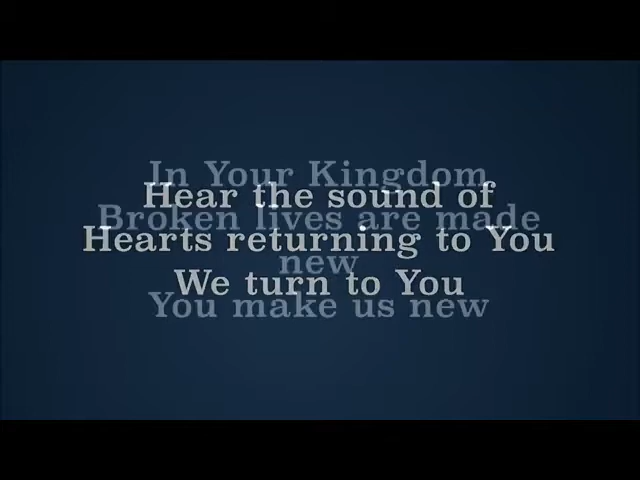 In Your Kingdom
Hear the sound of
Broken lives are made
Hearts returning to You
new
We turn to You
You make us new